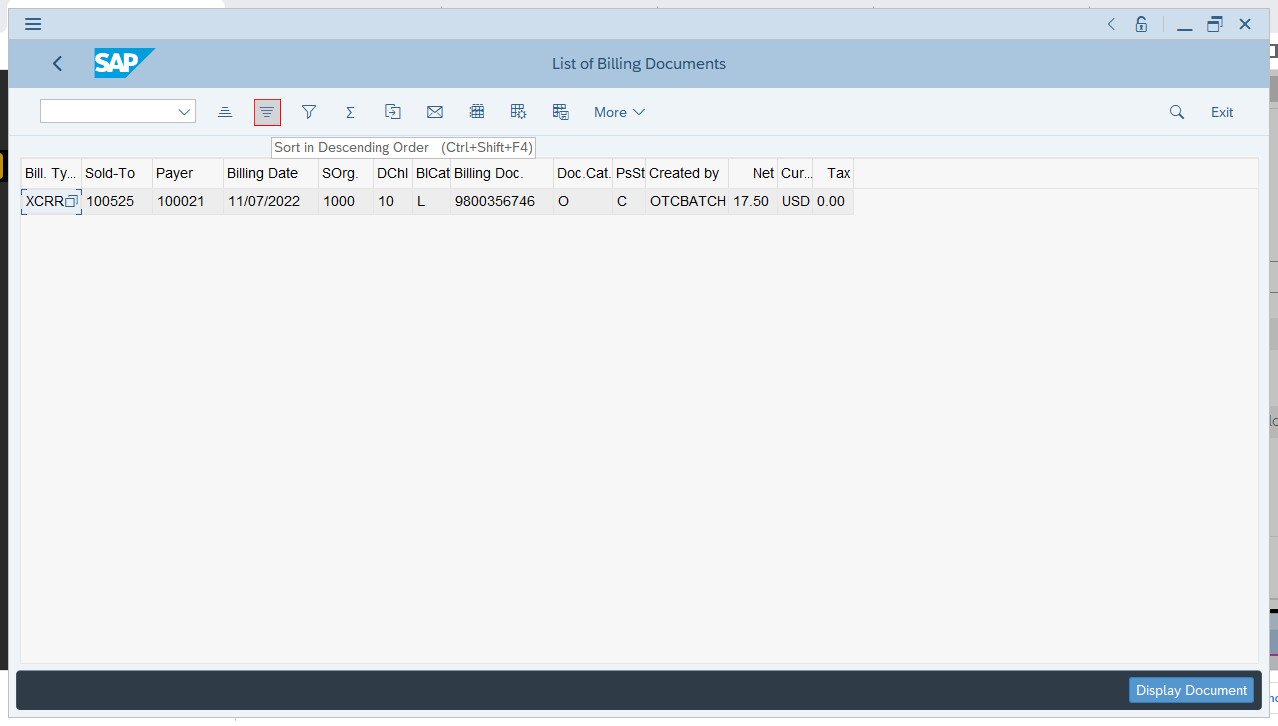 SAP
List of Billing Documents
More
Exit
Sort in Descending Order (Ctrl+Shift+F4)
Bill. Ty... Sold-To Payer Billing Date SOrg. DChl BlCat Billing Doc. Doc.Cat. PsSt Created by Net Cur... Tax
XCRR 100525 100021 11/07/2022 1000 10 L 9800356746 O C OTCBATCH 17.50 USD 0.00
Display Document